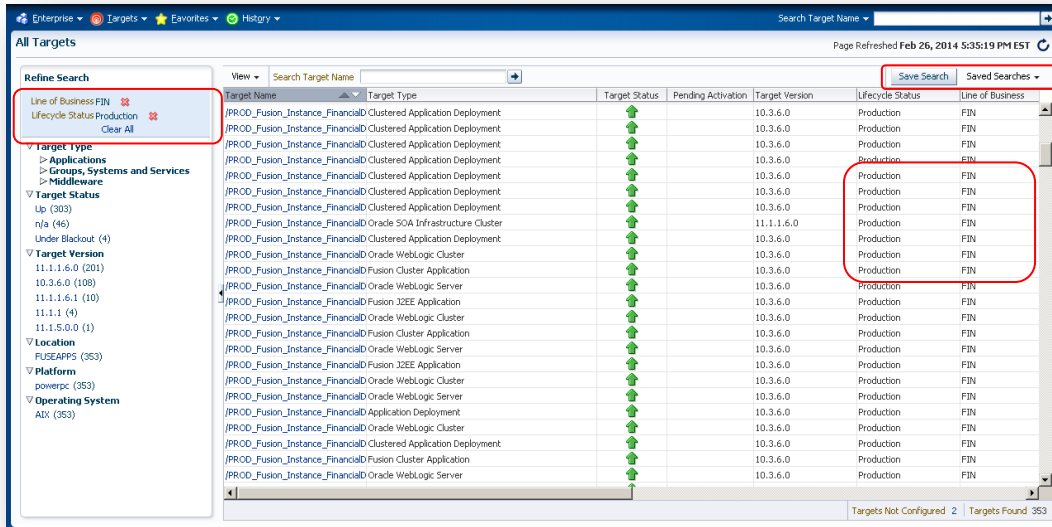 Enterprise Targets Favorites History Search Target Name
All Targets Page Refreshed Feb 26, 2014 5:35:19 PM EST
Refine Search View Search Target Name Save Search Saved Searches
Line of Business FIN
Lifecycle Status Production
Clear All
Target Type
Applications
Groups, Systems and Services
Middleware
Target Status
Up (303)
n/a (46)
Under Blackout (4)
Target Version
11.1.1.6.0 (201)
10.3.6.0 (108)
11.1.1.6.1 (10)
11.1.1 (4)
11.1.5.0.0 (1)
Location
FUSEAPPS (353)
Platform
powerpc (353)
Operating System
AIX (353)
Target Name Target Type Target Status Pending Activation Target Version Lifecycle Status Line of Business
/PROD_Fusion_Instance_FinancialD Clustered Application Deployment 10.3.6.0 Production FIN
/PROD_Fusion_Instance_FinancialD Clustered Application Deployment 10.3.6.0 Production FIN
/PROD_Fusion_Instance_FinancialD Clustered Application Deployment 10.3.6.0 Production FIN
/PROD_Fusion_Instance_FinancialD Clustered Application Deployment 10.3.6.0 Production FIN
/PROD_Fusion_Instance_FinancialD Clustered Application Deployment 10.3.6.0 Production FIN
/PROD_Fusion_Instance_FinancialD Clustered Application Deployment 10.3.6.0 Production FIN
/PROD_Fusion_Instance_FinancialD Clustered Application Deployment 10.3.6.0 Production FIN
/PROD_Fusion_Instance_FinancialD Oracle SOA Infrastructure Cluster 11.1.1.6.0 Production FIN
/PROD_Fusion_Instance_FinancialD Clustered Application Deployment 10.3.6.0 Production FIN
/PROD_Fusion_Instance_FinancialD Oracle WebLogic Cluster 10.3.6.0 Production FIN
/PROD_Fusion_Instance_FinancialD Fusion Cluster Application 10.3.6.0 Production FIN
/PROD_Fusion_Instance_FinancialD Oracle WebLogic Server 10.3.6.0 Production FIN
/PROD_Fusion_Instance_FinancialD Fusion J2EE Application 10.3.6.0 Production FIN
/PROD_Fusion_Instance_FinancialD Oracle WebLogic Cluster 10.3.6.0 Production FIN
/PROD_Fusion_Instance_FinancialD Fusion Cluster Application 10.3.6.0 Production FIN
/PROD_Fusion_Instance_FinancialD Oracle WebLogic Server 10.3.6.0 Production FIN
/PROD_Fusion_Instance_FinancialD Fusion J2EE Application 10.3.6.0 Production FIN
/PROD_Fusion_Instance_FinancialD Oracle WebLogic Cluster 10.3.6.0 Production FIN
/PROD_Fusion_Instance_FinancialD Oracle WebLogic Server 10.3.6.0 Production FIN
/PROD_Fusion_Instance_FinancialD Application Deployment 10.3.6.0 Production FIN
/PROD_Fusion_Instance_FinancialD Oracle WebLogic Cluster 10.3.6.0 Production FIN
/PROD_Fusion_Instance_FinancialD Clustered Application Deployment 10.3.6.0 Production FIN
/PROD_Fusion_Instance_FinancialD Fusion Cluster Application 10.3.6.0 Production FIN
/PROD_Fusion_Instance_FinancialD Oracle WebLogic Server 10.3.6.0 Production FIN
Targets Not Configured 2 Targets Found 353